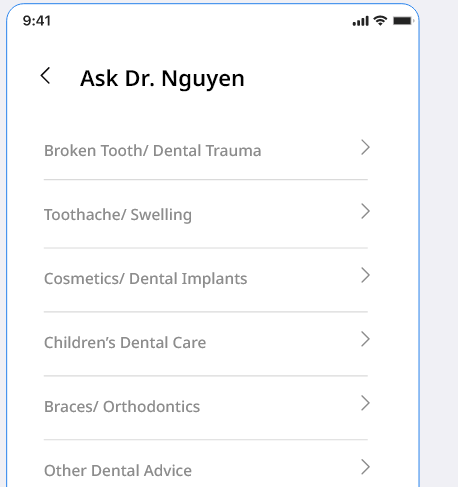 9:41
Ask Dr. Nguyen
Broken Tooth/ Dental Trauma
Toothache/ Swelling
Cosmetics/ Dental Implants
Children’s Dental Care
Braces/ Orthodontics
Other Dental Advice